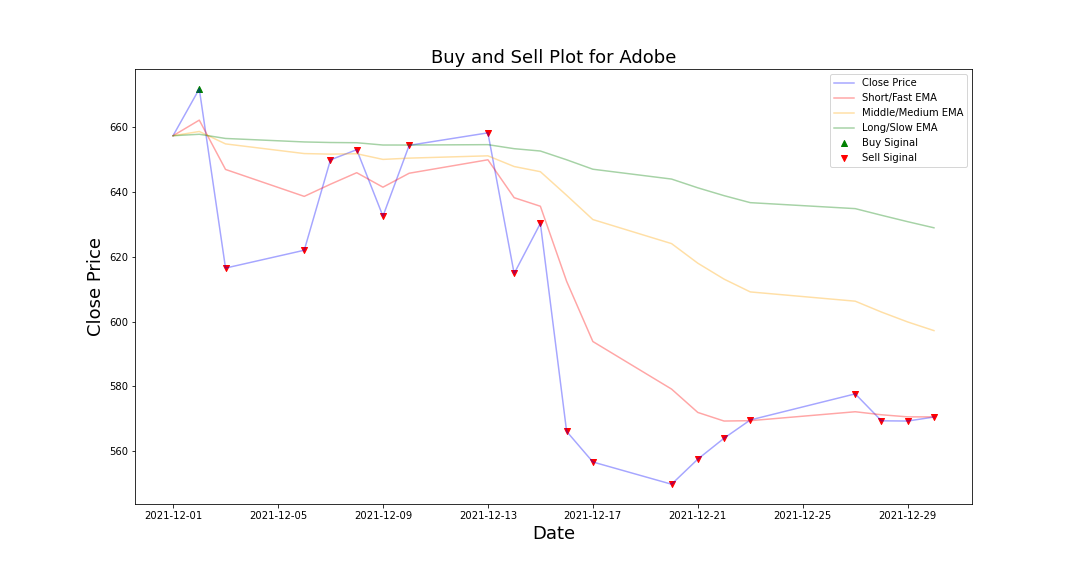 Buy and Sell Plot for Adobe
Close Price
Short/Fast EMA
Middle/Medium EMA
Long/Slow EMA
Buy Siginal
Sell Siginal
Close Price
660
640
620
600
580
560
2021-12-01
2021-12-05
2021-12-09
2021-12-13
2021-12-17
2021-12-21
2021-12-25
2021-12-29
Date